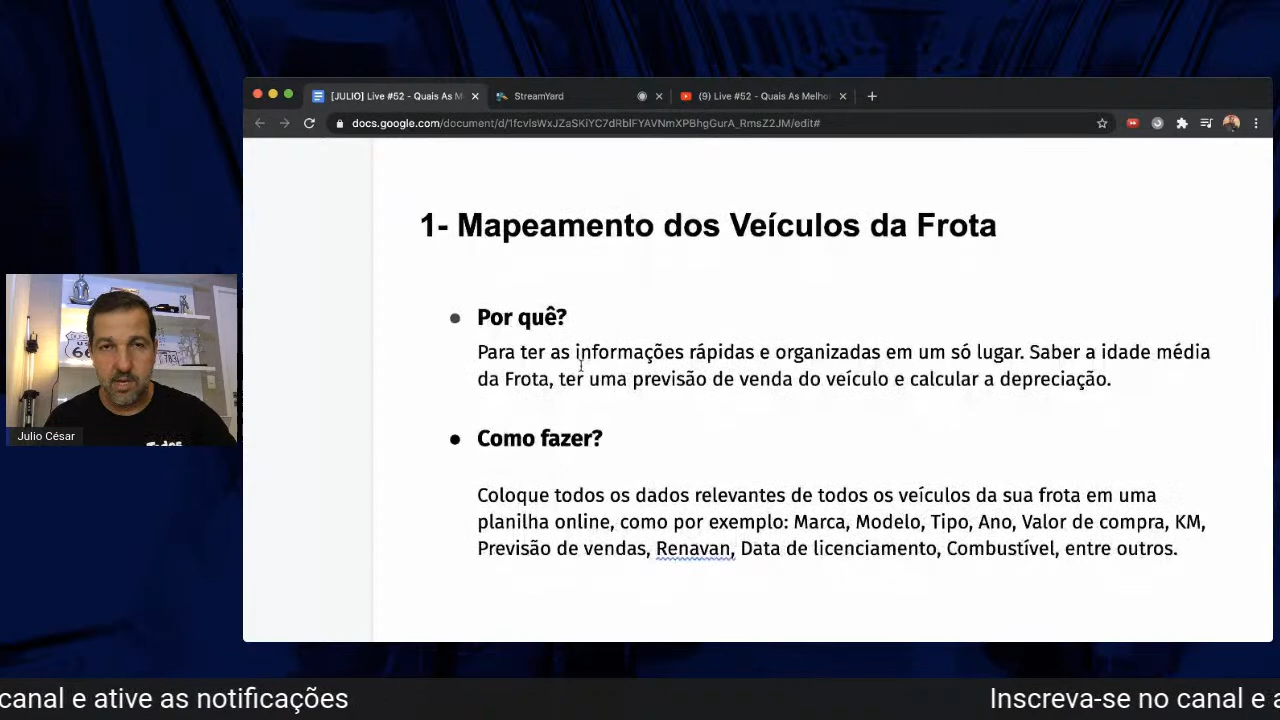 [JULIO] Live #52 - Quais As M
StreamYard
(9) Live #52 - Quais As Melho
docs.google.com/document/d/1fcvIsWxJZaSKiYC7dRbIFYAVNmXPBhgGurA_RmsZ2JM/edit#
1- Mapeamento dos Veículos da Frota
Por quê?
Para ter as informações rápidas e organizadas em um só lugar. Saber a idade média
da Frota, ter uma previsão de venda do veículo e calcular a depreciação.
Como fazer?
Coloque todos os dados relevantes de todos os veículos da sua frota em uma
planilha online, como por exemplo: Marca, Modelo, Tipo, Ano, Valor de compra, KM,
Previsão de vendas, Renavan, Data de licenciamento, Combustível, entre outros.
66
Julio César
canal e ative as notificações
Inscreva-se no canal e a